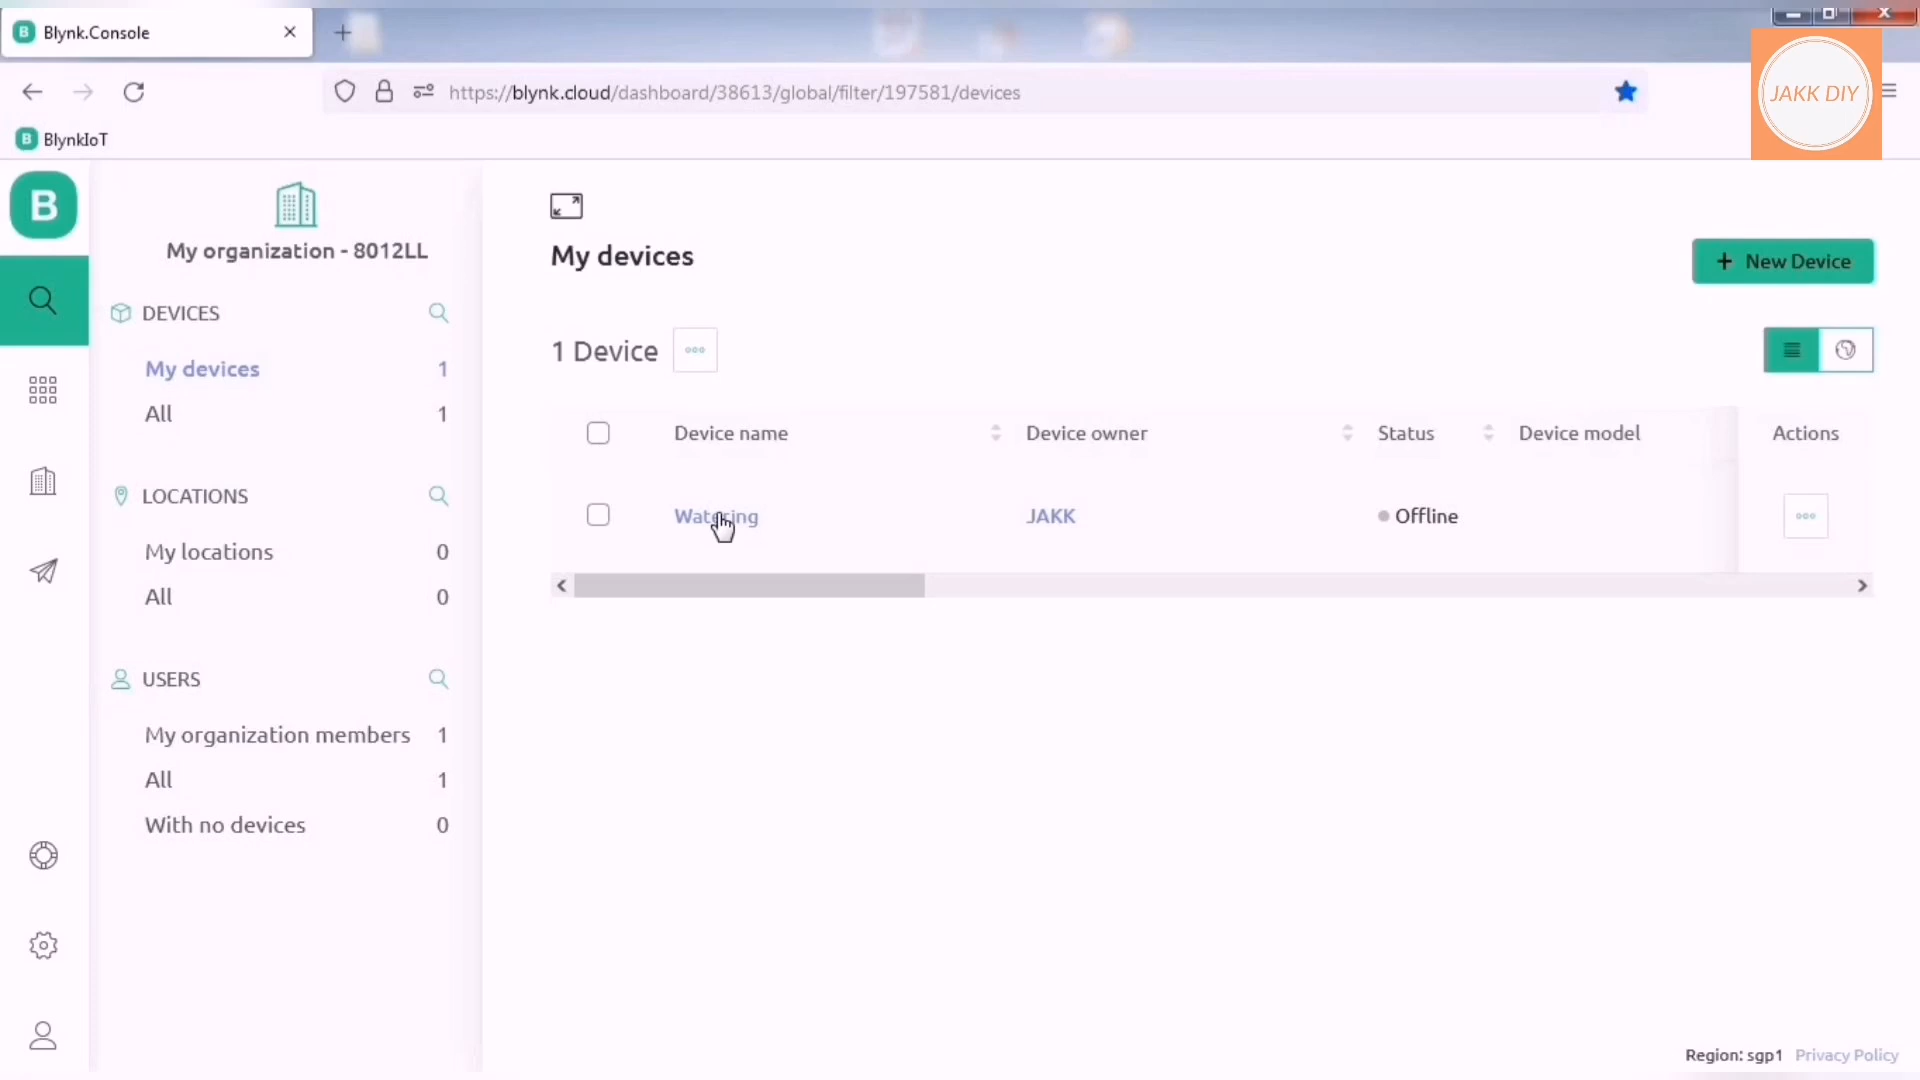 B Blynk.Console
https://blynk.cloud/dashboard/38613/global/filter/197581/devices
JAKK DIY
B BlynkIoT
B
My organization - 8012LL
DEVICES
My devices 1
All 1
LOCATIONS
My locations 0
All 0
USERS
My organization members 1
All 1
With no devices 0
My devices
+ New Device
1 Device
Device name Device owner Status Device model Actions
Watering JAKK Offline
Region: sgp1 Privacy Policy